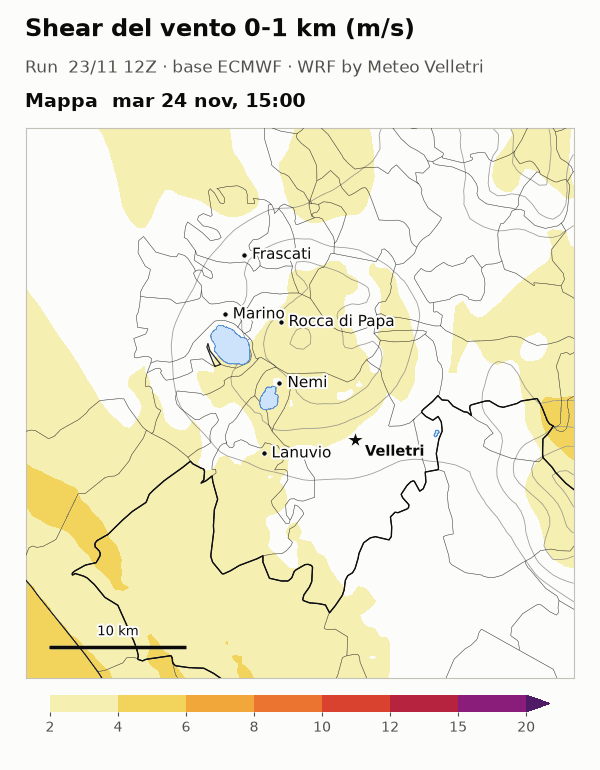 Shear del vento 0-1 km (m/s)
Run 23/11 12Z · base ECMWF · WRF by Meteo Velletri
Mappa mar 24 nov, 15:00
Frascati
Marino
Rocca di Papa
Nemi
Velletri
Lanuvio
10 km
2 4 6 8 10 12 15 20